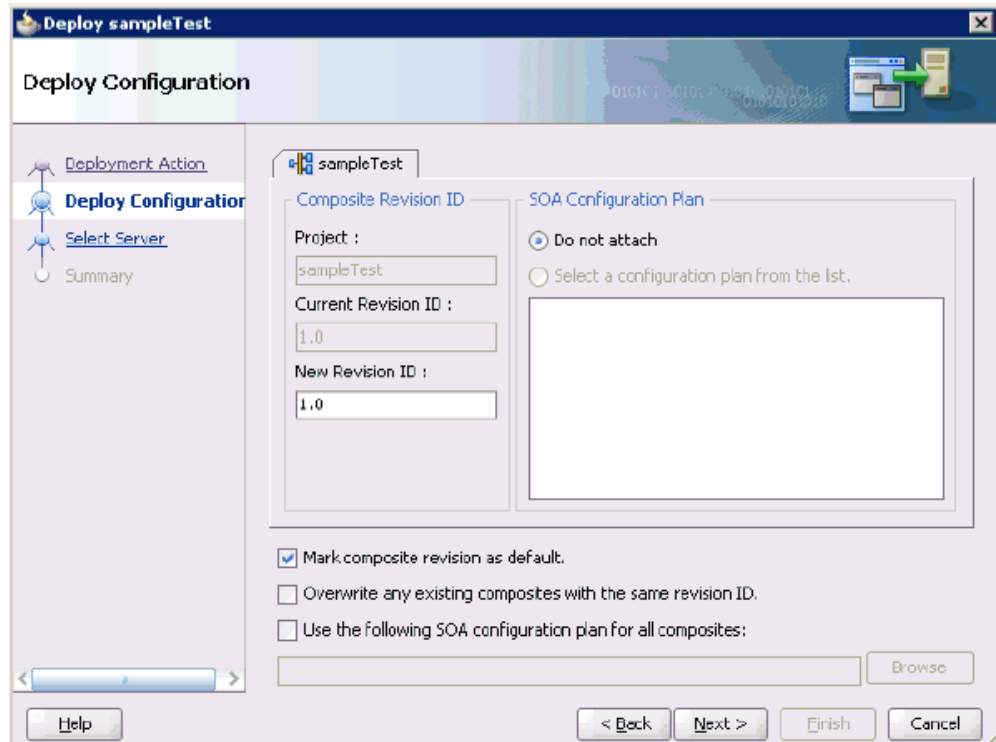 Deploy sampleTest
Deploy Configuration
Deployment Action
Deploy Configuration
Select Server
Summary
sampleTest
Composite Revision ID
Project :
sampleTest
Current Revision ID :
1.0
New Revision ID :
1.0
SOA Configuration Plan
Do not attach
Select a configuration plan from the list.
Mark composite revision as default.
Overwrite any existing composites with the same revision ID.
Use the following SOA configuration plan for all composites:
Browse
Help
< Back
Next >
Finish
Cancel